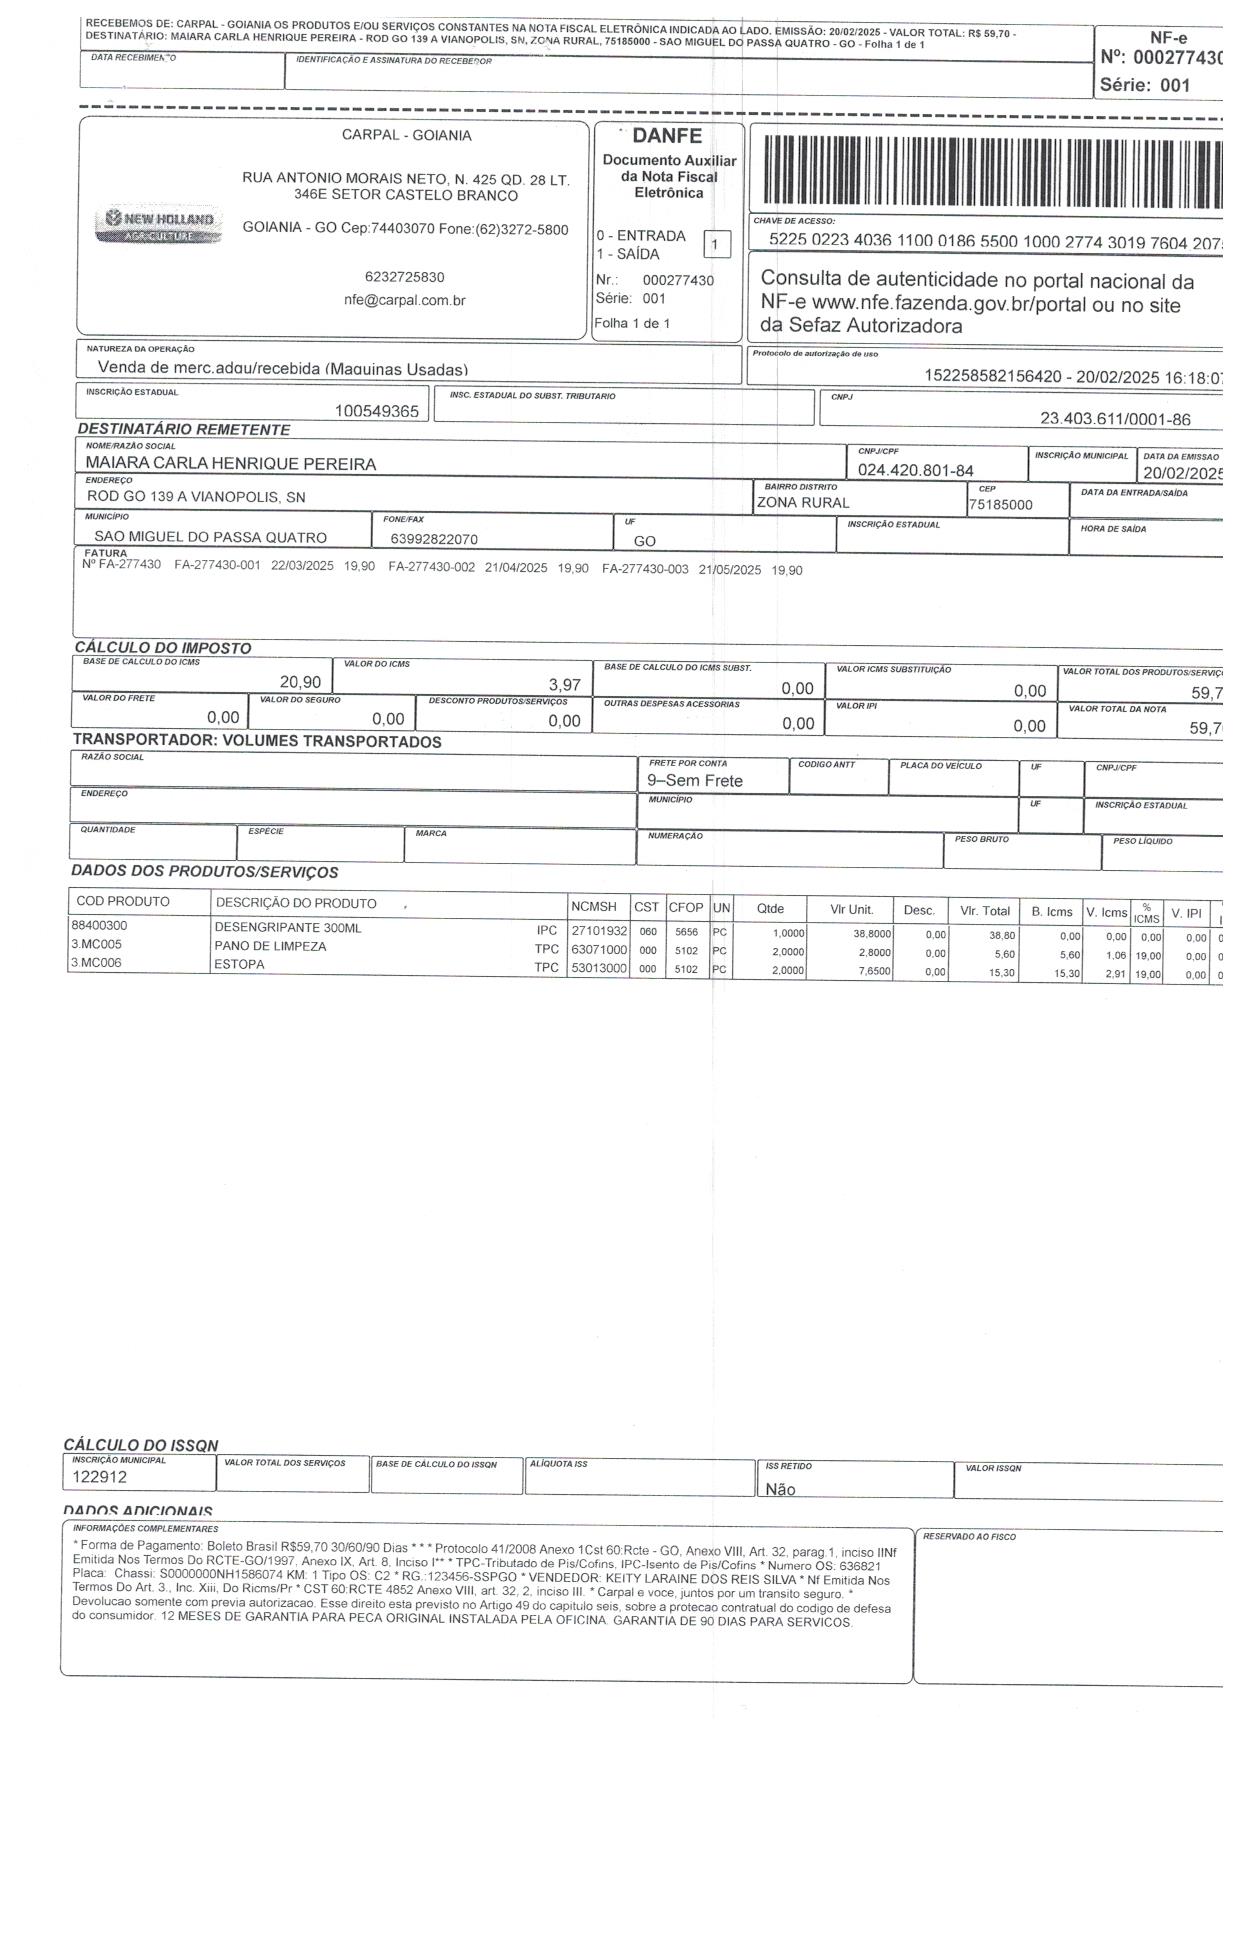 RECEBEMOS DE: CARPAL - GOIANIA OS PRODUTOS E/OU SERVIÇOS CONSTANTES NA NOTA FISCAL ELETRÔNICA INDICADA AO LADO. EMISSÃO: 20/02/2025 - VALOR TOTAL: R$ 59,70 -
DESTINATÁRIO: MAIARA CARLA HENRIQUE PEREIRA - ROD GO 139 A VIANOPOLIS, SN, ZONA RURAL, 75185000 - SAO MIGUEL DO PASSA QUATRO - GO - Folha 1 de 1
NF-e
Nº: 000277430
Série: 001
DATA RECEBIMENTO
IDENTIFICAÇÃO E ASSINATURA DO RECEBEDOR
CARPAL - GOIANIA
RUA ANTONIO MORAIS NETO, N. 425 QD. 28 LT.
346E SETOR CASTELO BRANCO
NEW HOLLAND
AGRICULTURE
GOIANIA - GO Cep:74403070 Fone:(62)3272-5800
6232725830
nfe@carpal.com.br
DANFE
Documento Auxiliar
da Nota Fiscal
Eletrônica
0 - ENTRADA
1 - SAÍDA
1
Nr.: 000277430
Série: 001
Folha 1 de 1
CHAVE DE ACESSO:
5225 0223 4036 1100 0186 5500 1000 2774 3019 7604 207
Consulta de autenticidade no portal nacional da
NF-e www.nfe.fazenda.gov.br/portal ou no site
da Sefaz Autorizadora
NATUREZA DA OPERAÇÃO
Venda de merc.adqu/recebida (Maquinas Usadas)
Protocolo de autorização de uso
152258582156420 - 20/02/2025 16:18:07
INSCRIÇÃO ESTADUAL
100549365
INSC. ESTADUAL DO SUBST. TRIBUTARIO
CNPJ
23.403.611/0001-86
DESTINATÁRIO REMETENTE
NOME/RAZÃO SOCIAL
MAIARA CARLA HENRIQUE PEREIRA
CNPJ/CPF
024.420.801-84
INSCRIÇÃO MUNICIPAL
DATA DA EMISSAO
20/02/2025
ENDEREÇO
ROD GO 139 A VIANOPOLIS, SN
BAIRRO DISTRITO
ZONA RURAL
CEP
75185000
DATA DA ENTRADA/SAÍDA
MUNICÍPIO
SAO MIGUEL DO PASSA QUATRO
FONE/FAX
63992822070
UF
GO
INSCRIÇÃO ESTADUAL
HORA DE SAÍDA
FATURA
Nº FA-277430 FA-277430-001 22/03/2025 19,90 FA-277430-002 21/04/2025 19,90 FA-277430-003 21/05/2025 19,90
CÁLCULO DO IMPOSTO
BASE DE CALCULO DO ICMS
20,90
VALOR DO ICMS
3,97
BASE DE CALCULO DO ICMS SUBST.
0,00
VALOR ICMS SUBSTITUIÇÃO
0,00
VALOR TOTAL DOS PRODUTOS/SERVIÇO
59,7
VALOR DO FRETE
0,00
VALOR DO SEGURO
0,00
DESCONTO PRODUTOS/SERVIÇOS
0,00
OUTRAS DESPESAS ACESSORIAS
0,00
VALOR IPI
0,00
VALOR TOTAL DA NOTA
59,7
TRANSPORTADOR: VOLUMES TRANSPORTADOS
RAZÃO SOCIAL
FRETE POR CONTA
9–Sem Frete
CODIGO ANTT
PLACA DO VEÍCULO
UF
CNPJ/CPF
ENDEREÇO
MUNICÍPIO
UF
INSCRIÇÃO ESTADUAL
QUANTIDADE
ESPÉCIE
MARCA
NUMERAÇÃO
PESO BRUTO
PESO LÍQUIDO
DADOS DOS PRODUTOS/SERVIÇOS
COD PRODUTO DESCRIÇÃO DO PRODUTO NCMSH CST CFOP UN Qtde Vlr Unit. Desc. Vlr. Total B. Icms V. Icms % ICMS V. IPI
88400300 DESENGRIPANTE 300ML IPC 27101932 060 5656 PC 1,0000 38,8000 0,00 38,80 0,00 0,00 0,00 0,00 0
3.MC005 PANO DE LIMPEZA TPC 63071000 000 5102 PC 2,0000 2,8000 0,00 5,60 5,60 1,06 19,00 0,00 0
3.MC006 ESTOPA TPC 53013000 000 5102 PC 2,0000 7,6500 0,00 15,30 15,30 2,91 19,00 0,00 0
CÁLCULO DO ISSQN
INSCRIÇÃO MUNICIPAL
122912
VALOR TOTAL DOS SERVIÇOS
BASE DE CÁLCULO DO ISSQN
ALÍQUOTA ISS
ISS RETIDO
Não
VALOR ISSQN
DADOS ADICIONAIS
INFORMAÇÕES COMPLEMENTARES
* Forma de Pagamento: Boleto Brasil R$59,70 30/60/90 Dias * * * Protocolo 41/2008 Anexo 1Cst 60:Rcte - GO, Anexo VIII, Art. 32, parag.1, inciso IINf
Emitida Nos Termos Do RCTE-GO/1997, Anexo IX, Art. 8, Inciso I** * TPC-Tributado de Pis/Cofins, IPC-Isento de Pis/Cofins * Numero OS: 636821
Placa: Chassi: S0000000NH1586074 KM: 1 Tipo OS: C2 * RG.:123456-SSPGO * VENDEDOR: KEITY LARAINE DOS REIS SILVA * Nf Emitida Nos
Termos Do Art. 3., Inc. Xiii, Do Ricms/Pr * CST 60:RCTE 4852 Anexo VIII, art. 32, 2, inciso III. * Carpal e voce, juntos por um transito seguro. *
Devolucao somente com previa autorizacao. Esse direito esta previsto no Artigo 49 do capitulo seis, sobre a protecao contratual do codigo de defesa
do consumidor. 12 MESES DE GARANTIA PARA PECA ORIGINAL INSTALADA PELA OFICINA. GARANTIA DE 90 DIAS PARA SERVICOS.
RESERVADO AO FISCO